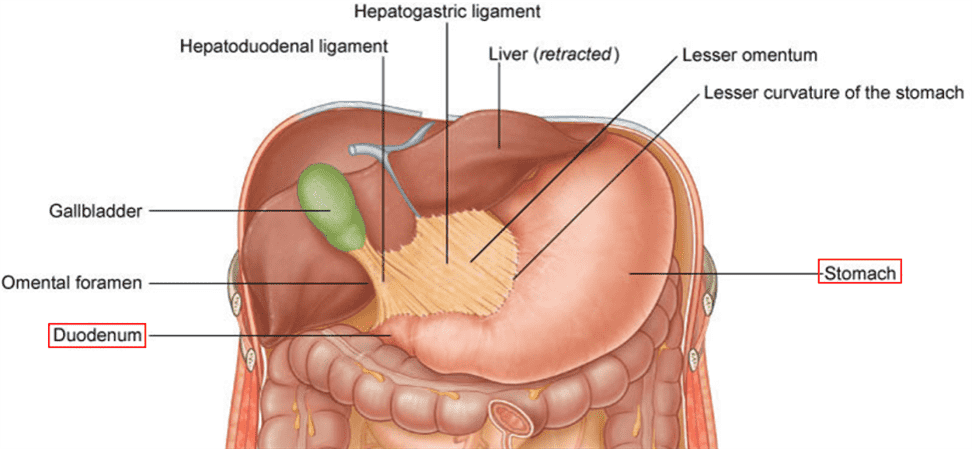 Hepatogastric ligament
Hepatoduodenal ligament
Liver (retracted)
Lesser omentum
Lesser curvature of the stomach
Gallbladder
Omental foramen
Stomach
Duodenum